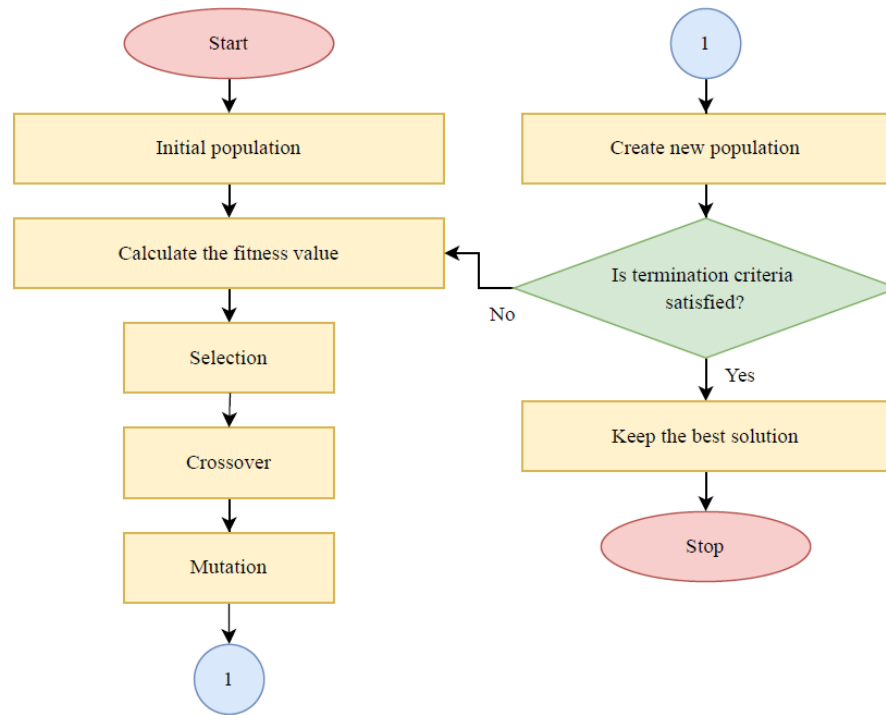 Start
Initial population
Calculate the fitness value
Selection
Crossover
Mutation
1
1
Create new population
Is termination criteria
satisfied?
No
Yes
Keep the best solution
Stop